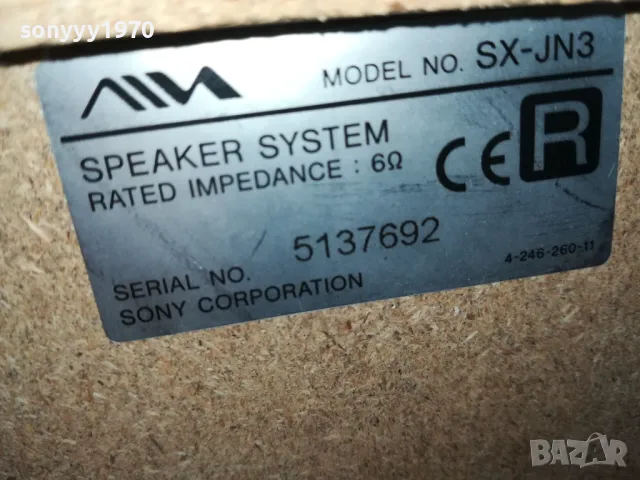 sonyyy1970
AIWA
MODEL NO. SX-JN3
SPEAKER SYSTEM
RATED IMPEDANCE : 6Ω
CE R
5137692
SERIAL NO.
4-246-260-11
SONY CORPORATION
BAZAR